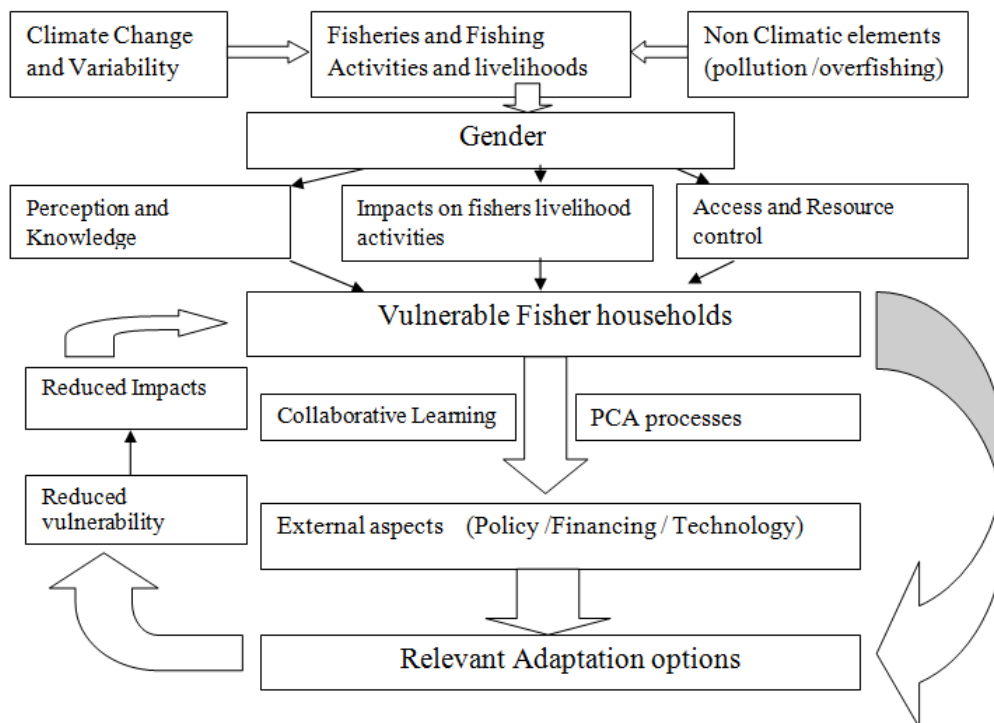 Climate Change
and Variability
Fisheries and Fishing
Activities and livelihoods
Non Climatic elements
(pollution /overfishing)
Gender
Perception and
Knowledge
Impacts on fishers livelihood
activities
Access and Resource
control
Vulnerable Fisher households
Reduced Impacts
Collaborative Learning
PCA processes
Reduced
vulnerability
External aspects (Policy /Financing / Technology)
Relevant Adaptation options